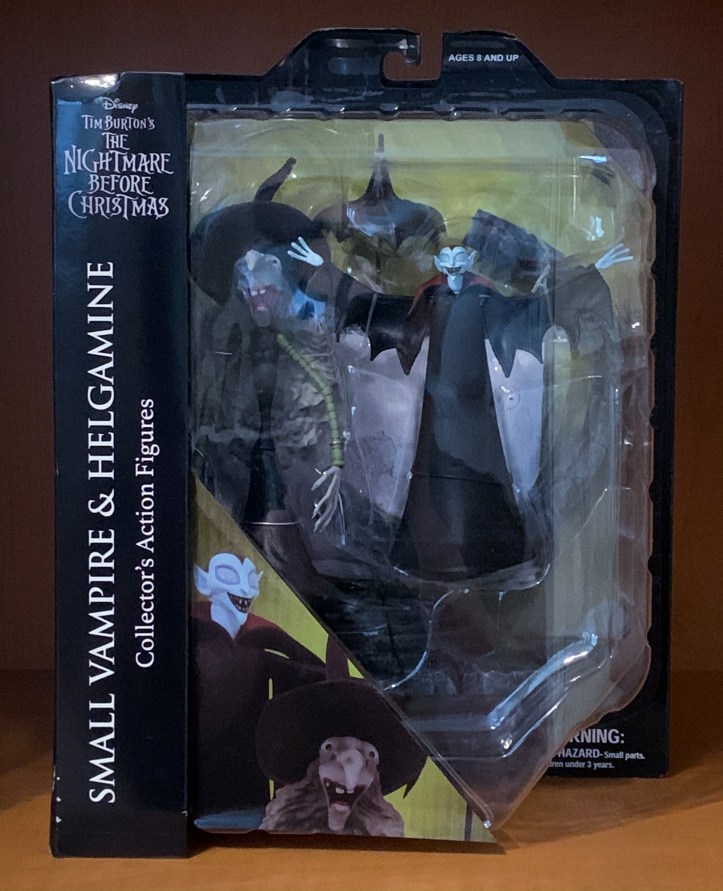 AGES 8 AND UP
Disney
TIM BURTON'S
THE
NIGHTMARE
BEFORE
CHRISTMAS
SMALL VAMPIRE & HELGAMINE
Collector's Action Figures
RNING:
HAZARD-Small parts.
ren under 3 years.